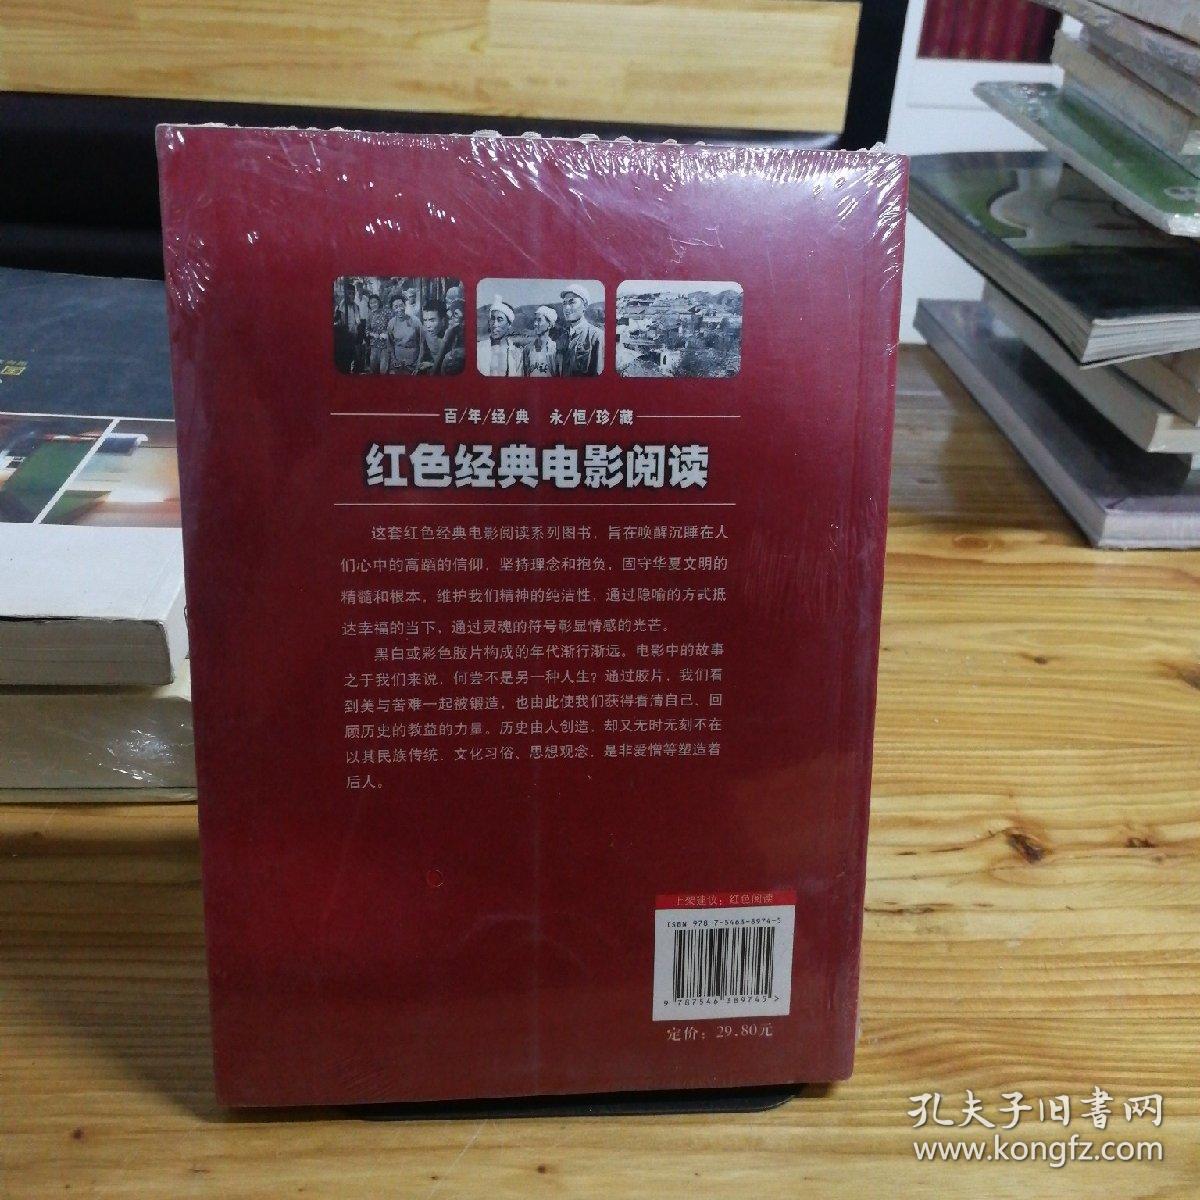 百/年/经/典 永/恒/珍/藏
红色经典电影阅读
这套红色经典电影阅读系列图书，旨在唤醒沉睡在人
们心中的高蹈的信仰，坚持理念和抱负，固守华夏文明的
精髓和根本，维护我们精神的纯洁性，通过隐喻的方式抵
达幸福的当下，通过灵魂的符号彰显情感的光芒。
黑白或彩色胶片构成的年代渐行渐远。电影中的故事
之于我们来说，何尝不是另一种人生？通过胶片，我们看
到美与苦难一起被锻造，也由此使我们获得看清自己、回
顾历史的教益的力量。历史由人创造，却又无时无刻不在
以其民族传统、文化习俗、思想观念、是非爱憎等塑造着
后人。
上架建议：红色阅读
ISBN 978-7-5463-8974-5
9 787546 389745 >
定价：29.80元
孔夫子旧書网
www.kongfz.com